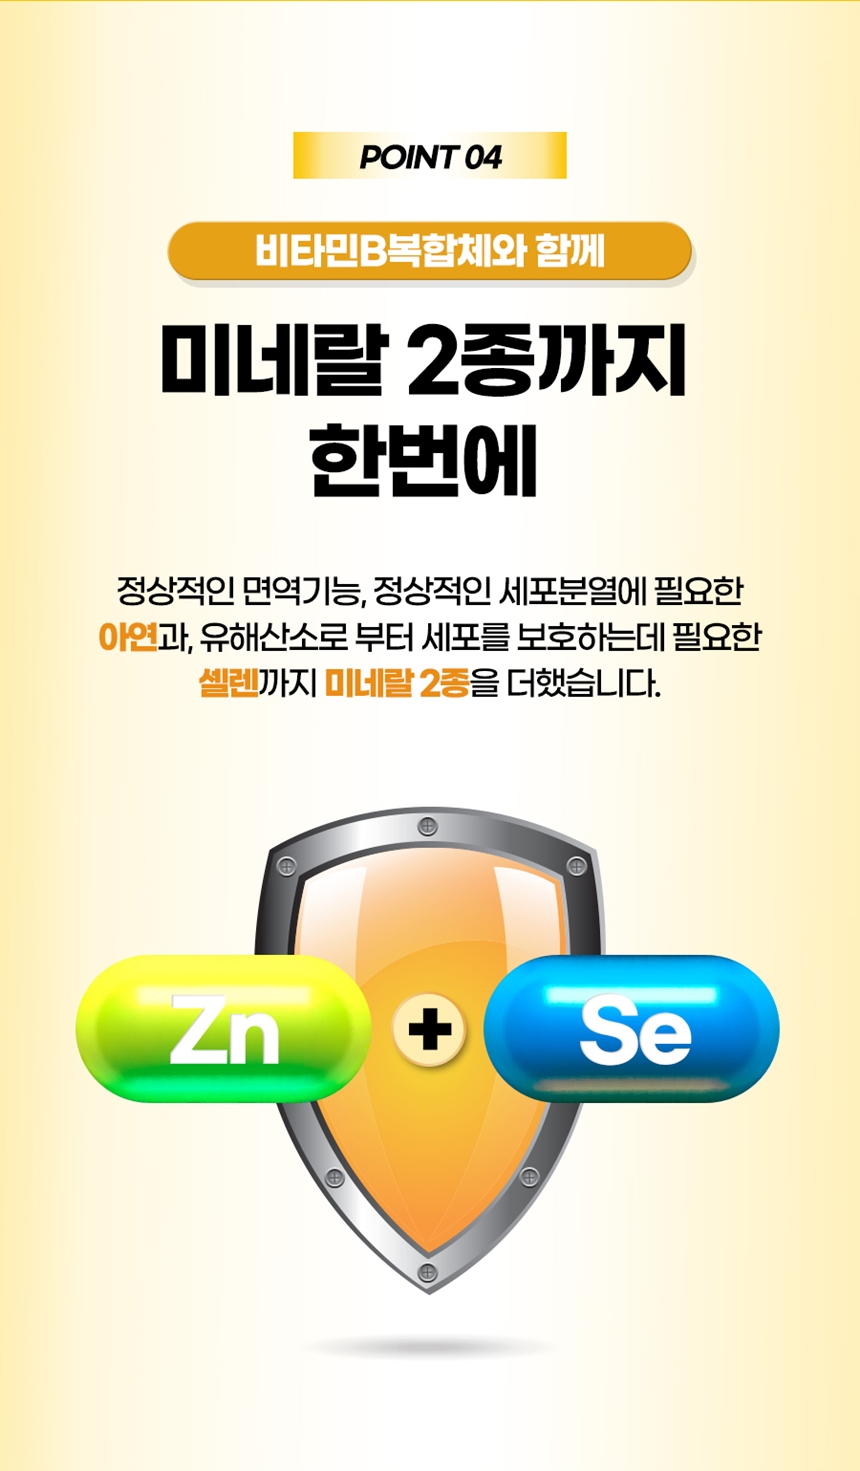 POINT 04
비타민B복합체와 함께
미네랄 2종까지
한번에
정상적인 면역기능, 정상적인 세포분열에 필요한
아연과, 유해산소로 부터 세포를 보호하는데 필요한
셀렌까지 미네랄 2종을 더했습니다.
Zn + Se